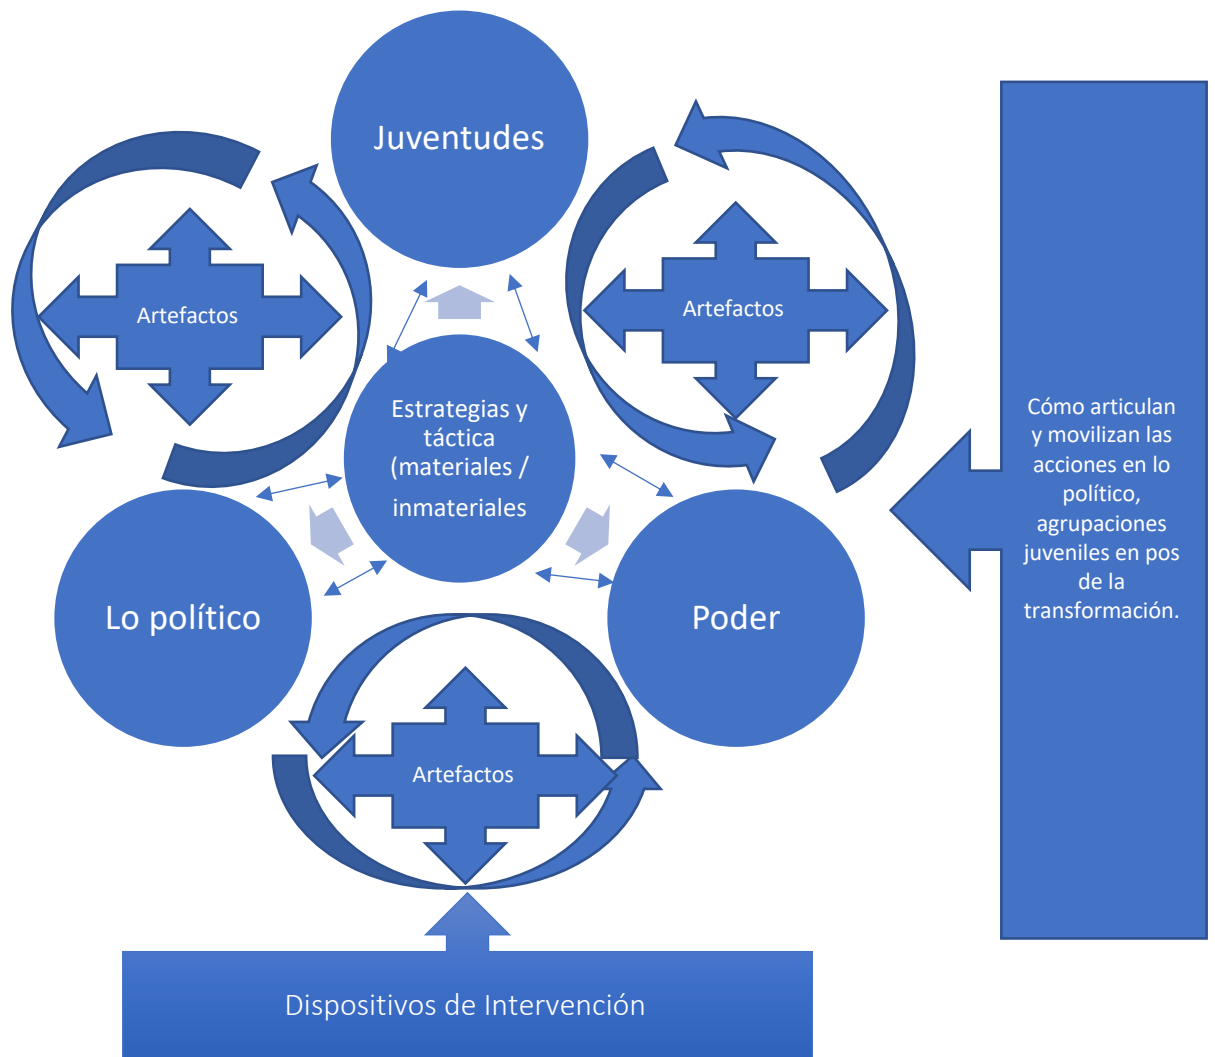 Juventudes
Artefactos
Artefactos
Estrategias y
táctica
(materiales /
inmateriales
Cómo articulan
y movilizan las
acciones en lo
político,
agrupaciones
juveniles en pos
de la
transformación.
Lo político
Poder
Artefactos
Dispositivos de Intervención